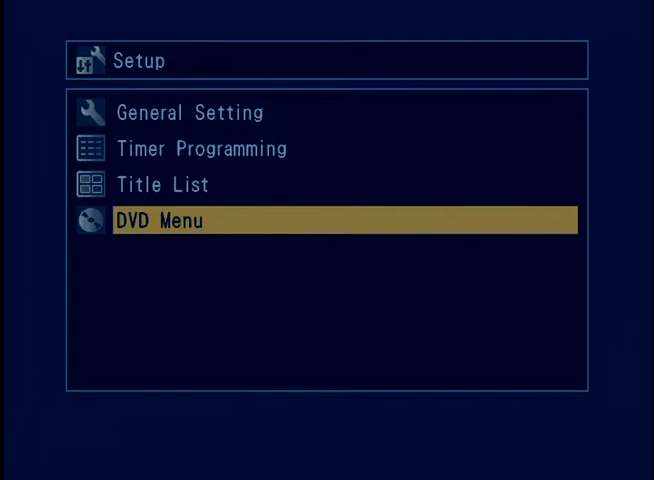 Setup
General Setting
Timer Programming
Title List
DVD Menu